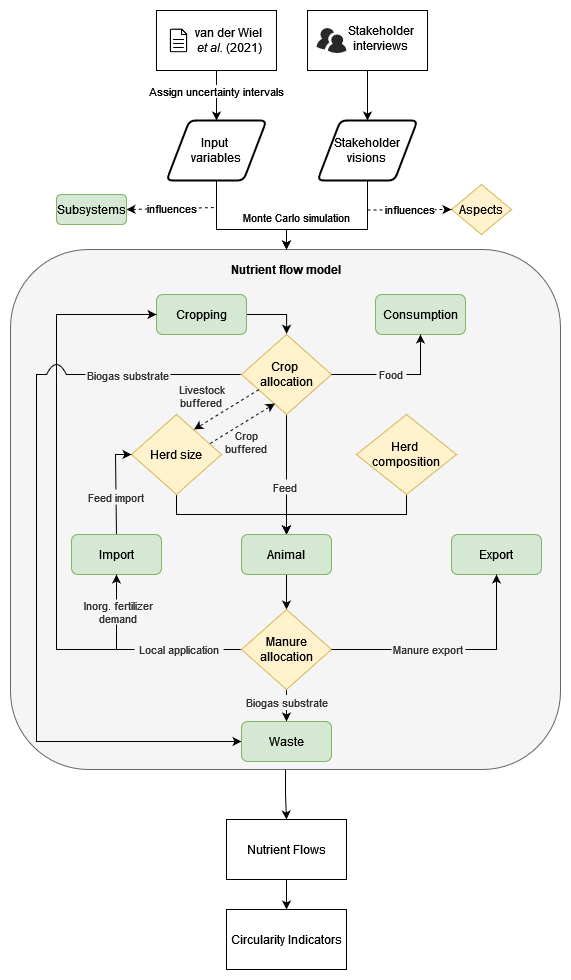 van der Wiel
et al. (2021)
Stakeholder
interviews
Assign uncertainty intervals
Input
variables
Stakeholder
visions
Subsystems
influences
Monte Carlo simulation
influences
Aspects
Nutrient flow model
Cropping
Consumption
Biogas substrate
Crop
allocation
Food
Livestock
buffered
Crop
buffered
Herd size
Herd
composition
Feed import
Feed
Import
Animal
Export
Inorg. fertilizer
demand
Local application
Manure
allocation
Manure export
Biogas substrate
Waste
Nutrient Flows
Circularity Indicators